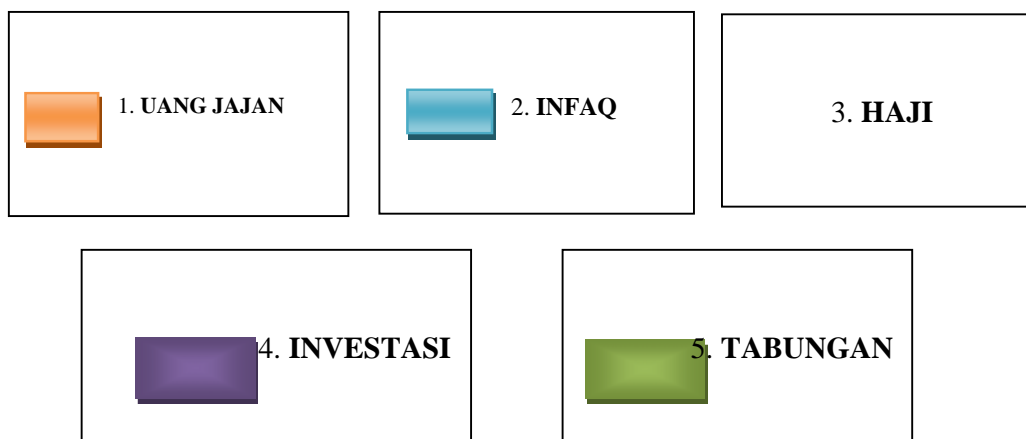 1. UANG JAJAN
2. INFAQ
3. HAJI
4. INVESTASI
5. TABUNGAN